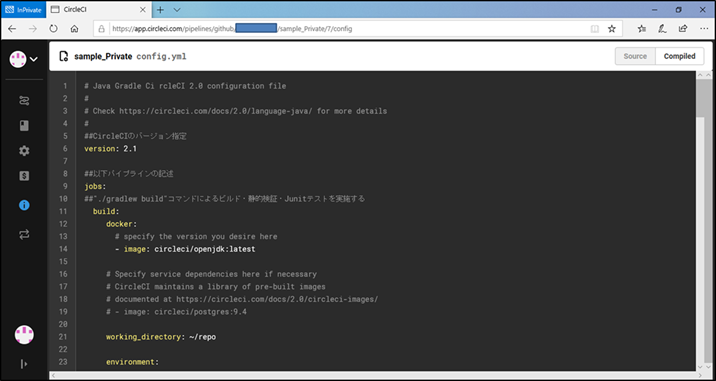 InPrivate
CircleCI
https://app.circleci.com/pipelines/github/
/sample_Private/7/config
sample_Private config.yml
Source
Compiled
1 # Java Gradle Ci rcleCI 2.0 configuration file
2 #
3 # Check https://circleci.com/docs/2.0/language-java/ for more details
4 #
5 ##CircleCIのバージョン指定
6 version: 2.1
7
8 ##以下パイプラインの記述
9 jobs:
10 ##"./gradlew build"コマンドによるビルド・静的検証・Junitテストを実施する
11 build:
12 docker:
13 # specify the version you desire here
14 - image: circleci/openjdk:latest
15
16 # Specify service dependencies here if necessary
17 # CircleCI maintains a library of pre-built images
18 # documented at https://circleci.com/docs/2.0/circleci-images/
19 # - image: circleci/postgres:9.4
20
21 working_directory: ~/repo
22
23 environment: